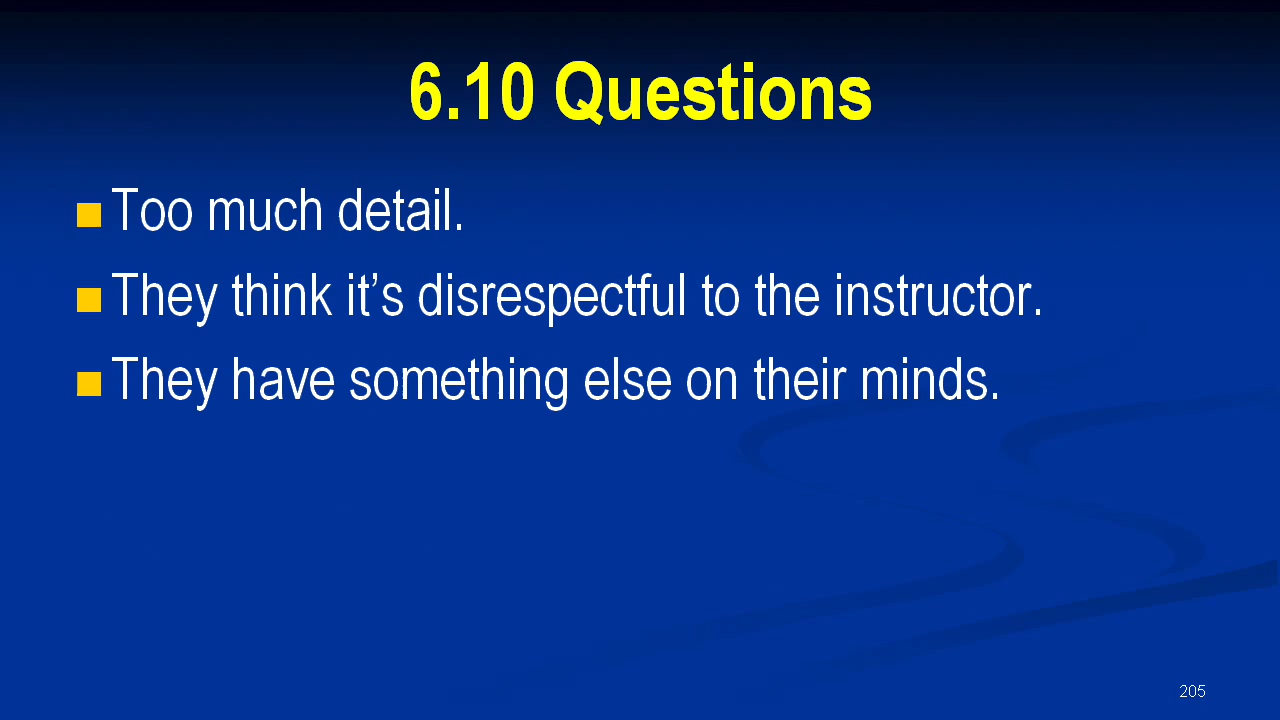 6.10 Questions
Too much detail.
They think it’s disrespectful to the instructor.
They have something else on their minds.
205